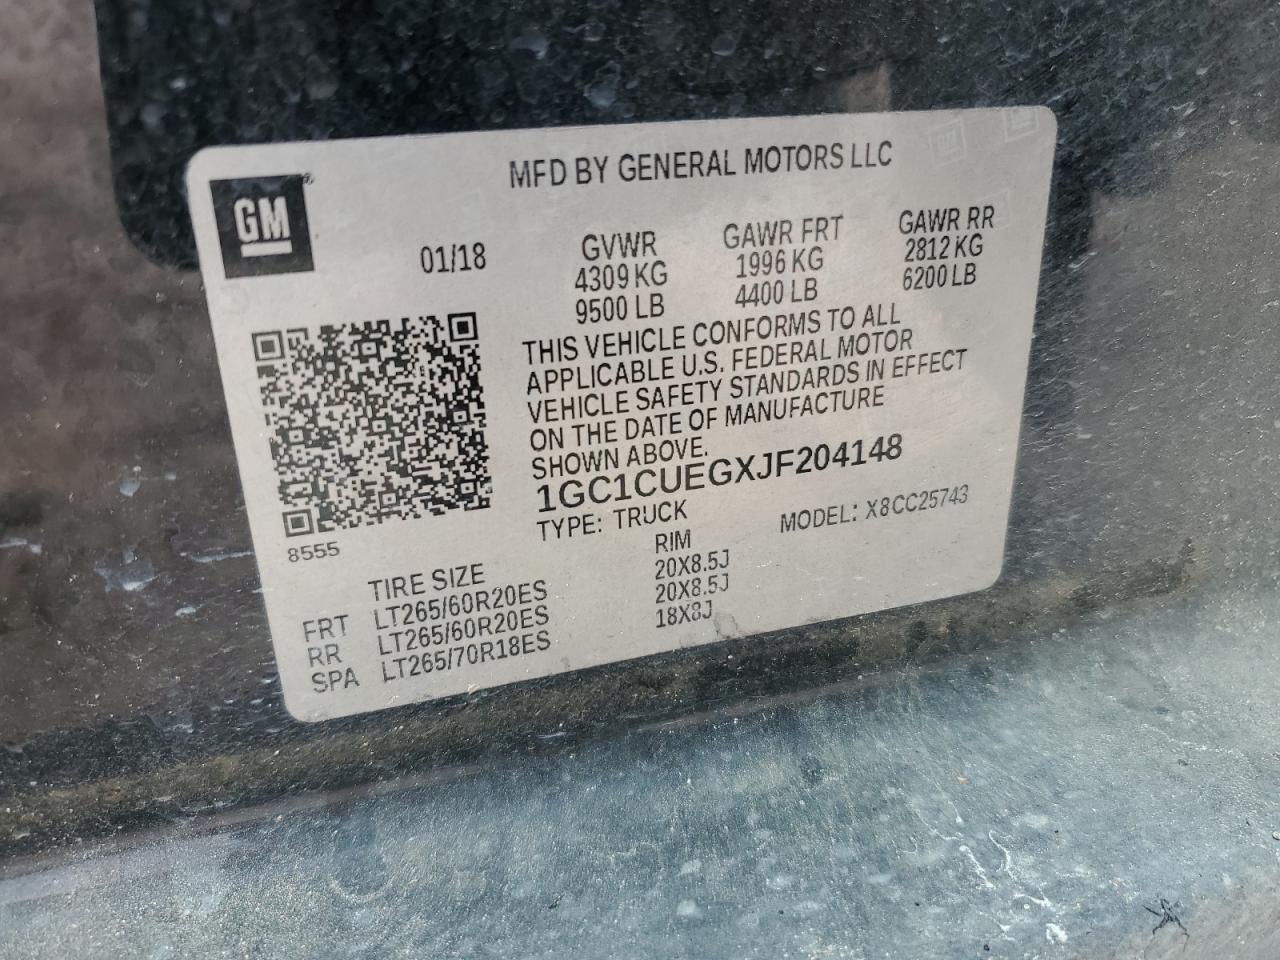 GM
MFD BY GENERAL MOTORS LLC
01/18
GVWR
4309 KG
9500 LB
GAWR FRT
1996 KG
4400 LB
GAWR RR
2812 KG
6200 LB
THIS VEHICLE CONFORMS TO ALL
APPLICABLE U.S. FEDERAL MOTOR
VEHICLE SAFETY STANDARDS IN EFFECT
ON THE DATE OF MANUFACTURE
SHOWN ABOVE.
1GC1CUEGXJF204148
TYPE: TRUCK
MODEL: X8CC25743
8555
TIRE SIZE RIM
FRT LT265/60R20ES 20X8.5J
RR LT265/60R20ES 20X8.5J
SPA LT265/70R18ES 18X8J